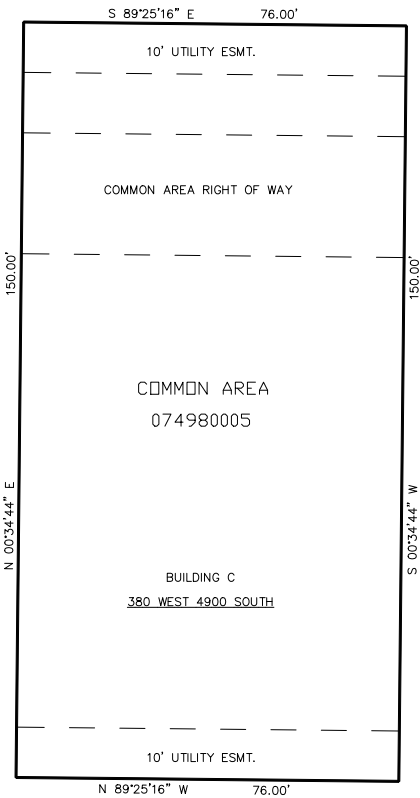 S 89°25'16" E 76.00'
10' UTILITY ESMT.
COMMON AREA RIGHT OF WAY
150.00'
150.00'
COMMON AREA
074980005
N 00°34'44" E
S 00°34'44" W
BUILDING C
380 WEST 4900 SOUTH
10' UTILITY ESMT.
N 89°25'16" W 76.00'